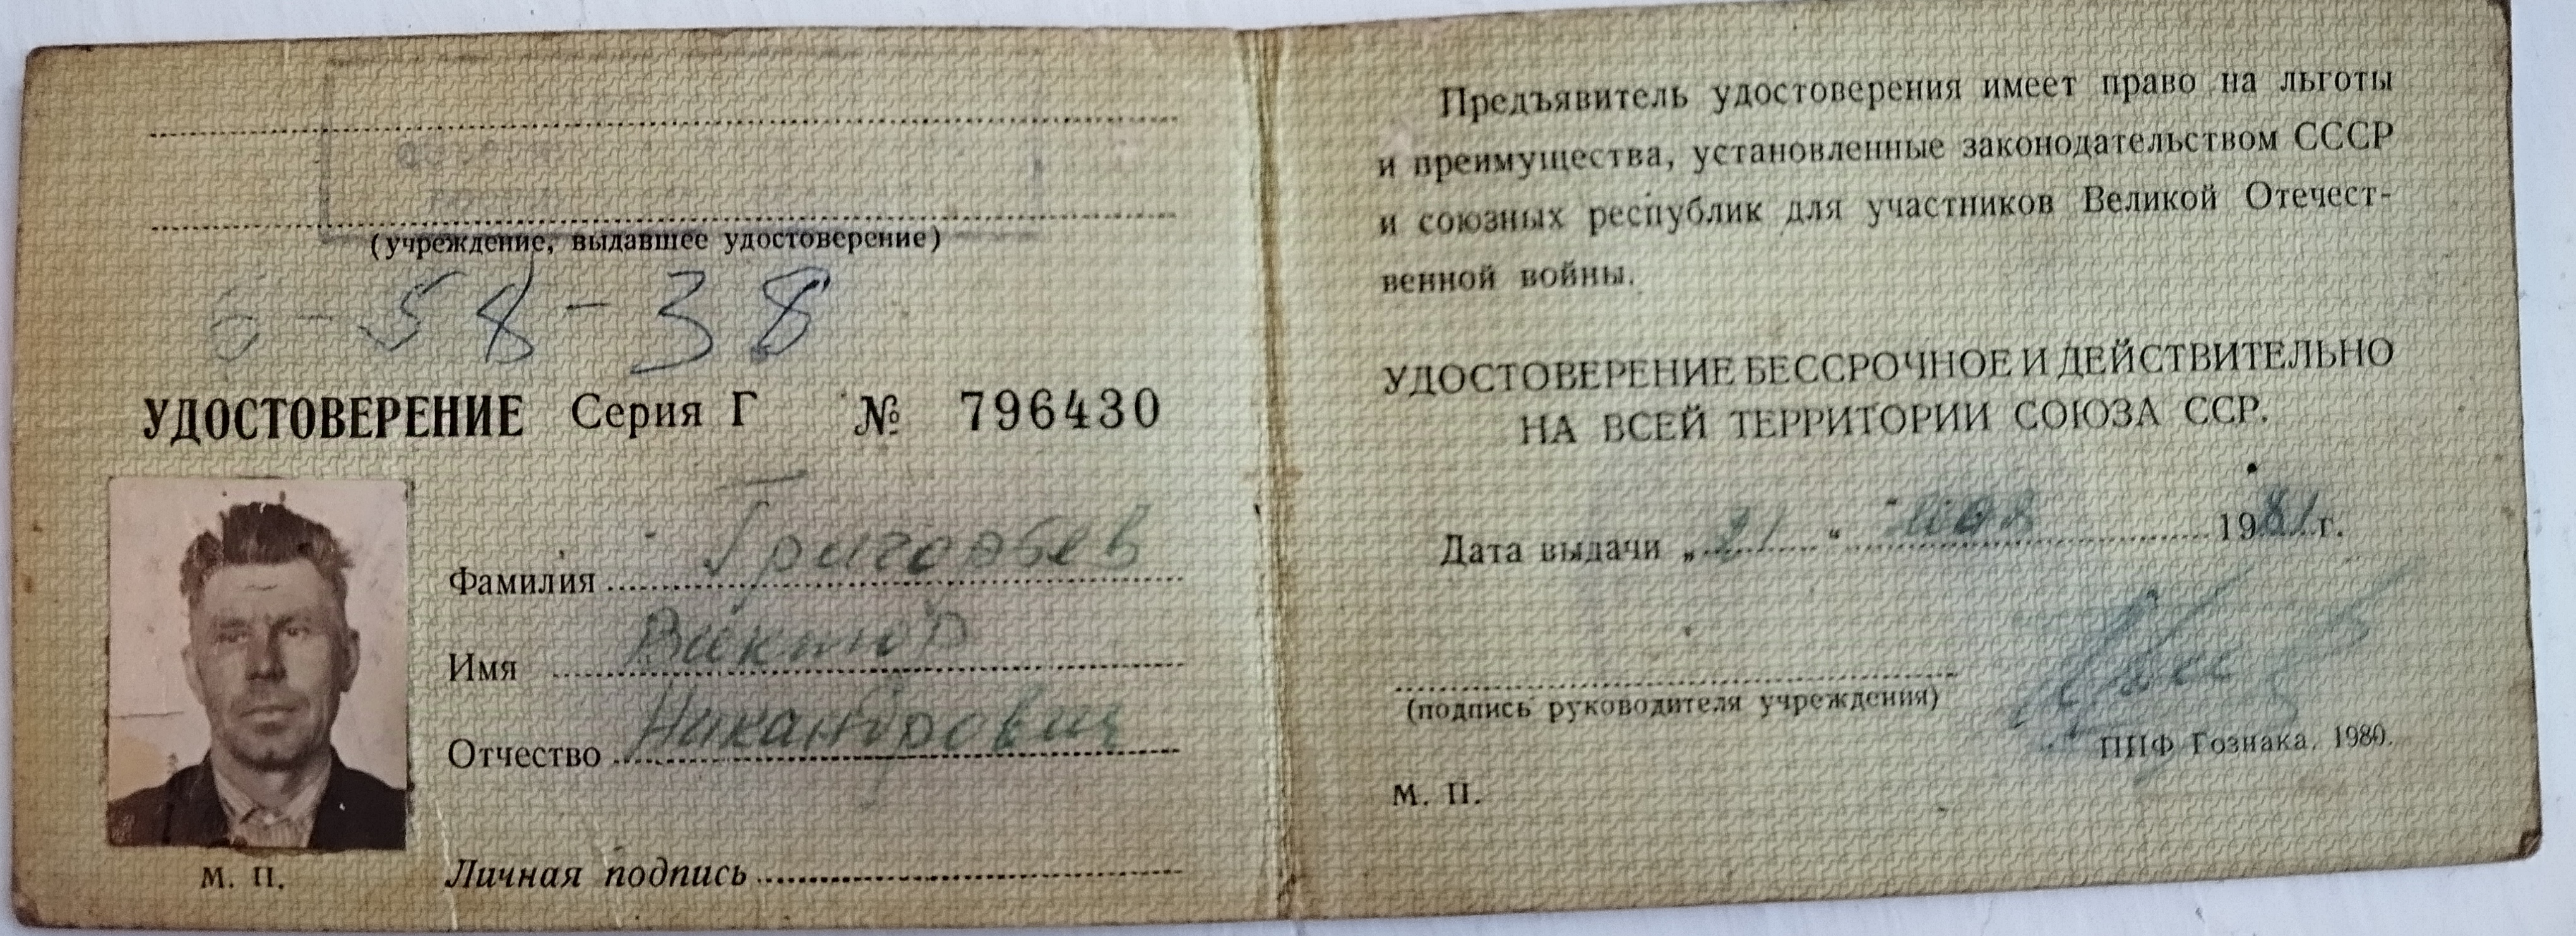 (учреждение, выдавшее удостоверение)
6-58-38
УДОСТОВЕРЕНИЕ Серия Г № 796430
Фамилия Григорьев
Имя Виктор
Отчество Никандрович
М. П.
Личная подпись
Предъявитель удостоверения имеет право на льготы
и преимущества, установленные законодательством СССР
и союзных республик для участников Великой Отечест-
венной войны.
УДОСТОВЕРЕНИЕ БЕССРОЧНОЕ И ДЕЙСТВИТЕЛЬНО
НА ВСЕЙ ТЕРРИТОРИИ СОЮЗА ССР.
Дата выдачи „21“ 1981 г.
(подпись руководителя учреждения)
ППФ Гознака. 1980.
М. П.